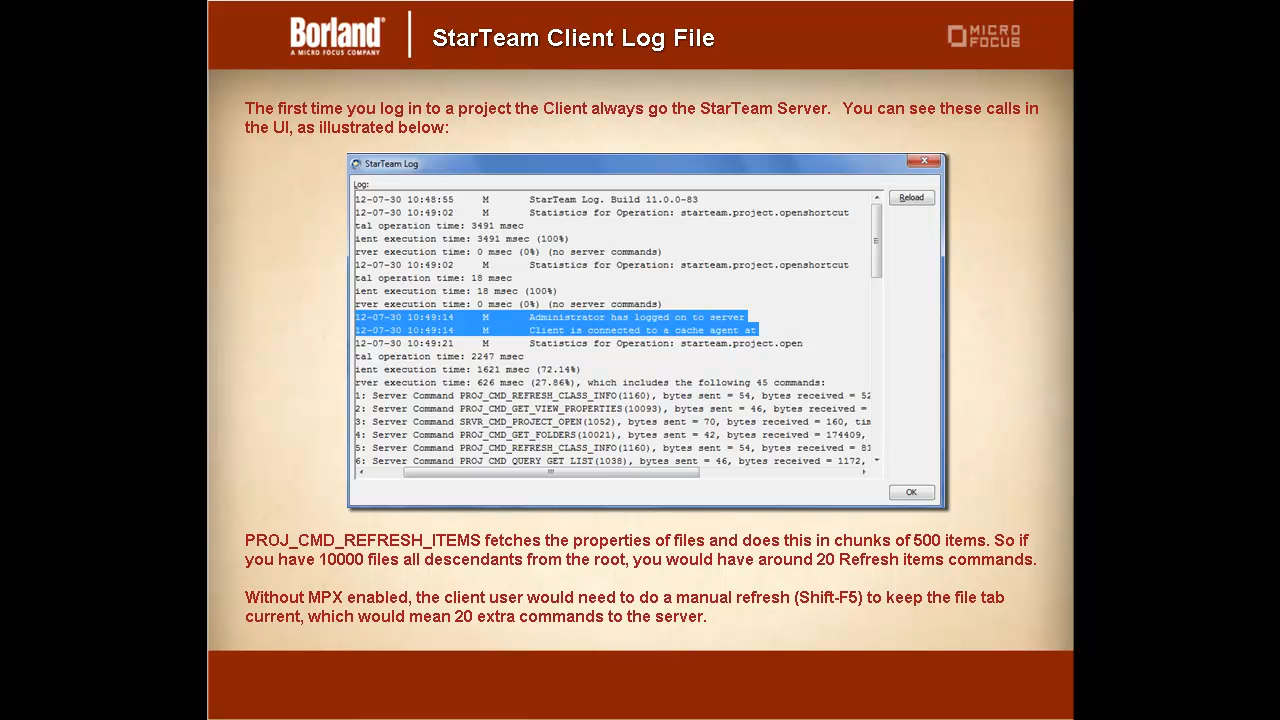 Borland®
A MICRO FOCUS COMPANY
StarTeam Client Log File
MICRO
FOCUS
The first time you log in to a project the Client always go the StarTeam Server. You can see these calls in
the UI, as illustrated below:
StarTeam Log
X
Log:
Reload
12-07-30 10:48:55 M StarTeam Log. Build 11.0.0-83
12-07-30 10:49:02 M Statistics for Operation: starteam.project.openshortcut
tal operation time: 3491 msec
ient execution time: 3491 msec (100%)
rver execution time: 0 msec (0%) (no server commands)
12-07-30 10:49:02 M Statistics for Operation: starteam.project.openshortcut
tal operation time: 18 msec
ient execution time: 18 msec (100%)
rver execution time: 0 msec (0%) (no server commands)
12-07-30 10:49:14 M Administrator has logged on to server
12-07-30 10:49:14 M Client is connected to a cache agent at
12-07-30 10:49:21 M Statistics for Operation: starteam.project.open
tal operation time: 2247 msec
ient execution time: 1621 msec (72.14%)
rver execution time: 626 msec (27.86%), which includes the following 45 commands:
1: Server Command PROJ_CMD_REFRESH_CLASS_INFO(1160), bytes sent = 54, bytes received = 52
2: Server Command PROJ_CMD_GET_VIEW_PROPERTIES(10093), bytes sent = 46, bytes received =
3: Server Command SRVR_CMD_PROJECT_OPEN(1052), bytes sent = 70, bytes received = 160, tim
4: Server Command PROJ_CMD_GET_FOLDERS(10021), bytes sent = 42, bytes received = 174409,
5: Server Command PROJ_CMD_REFRESH_CLASS_INFO(1160), bytes sent = 54, bytes received = 81
6: Server Command PROJ_CMD_QUERY_GET_LIST(1038), bytes sent = 46, bytes received = 1172,
OK
PROJ_CMD_REFRESH_ITEMS fetches the properties of files and does this in chunks of 500 items. So if
you have 10000 files all descendants from the root, you would have around 20 Refresh items commands.
Without MPX enabled, the client user would need to do a manual refresh (Shift-F5) to keep the file tab
current, which would mean 20 extra commands to the server.